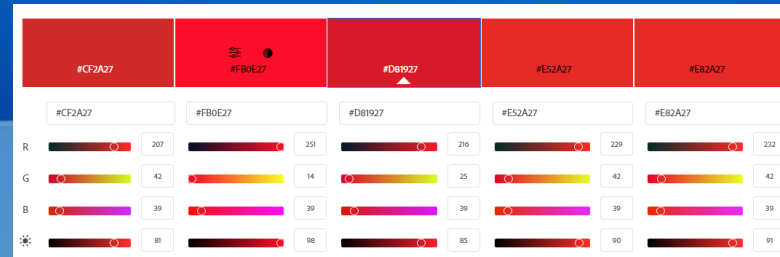 #CF2A27 #FB0E27 #D81927 #E52A27 #E82A27
#CF2A27 #FB0E27 #D81927 #E52A27 #E82A27
R 207 251 216 229 232
G 42 14 25 42 42
B 39 39 39 39 39
81 98 85 90 91